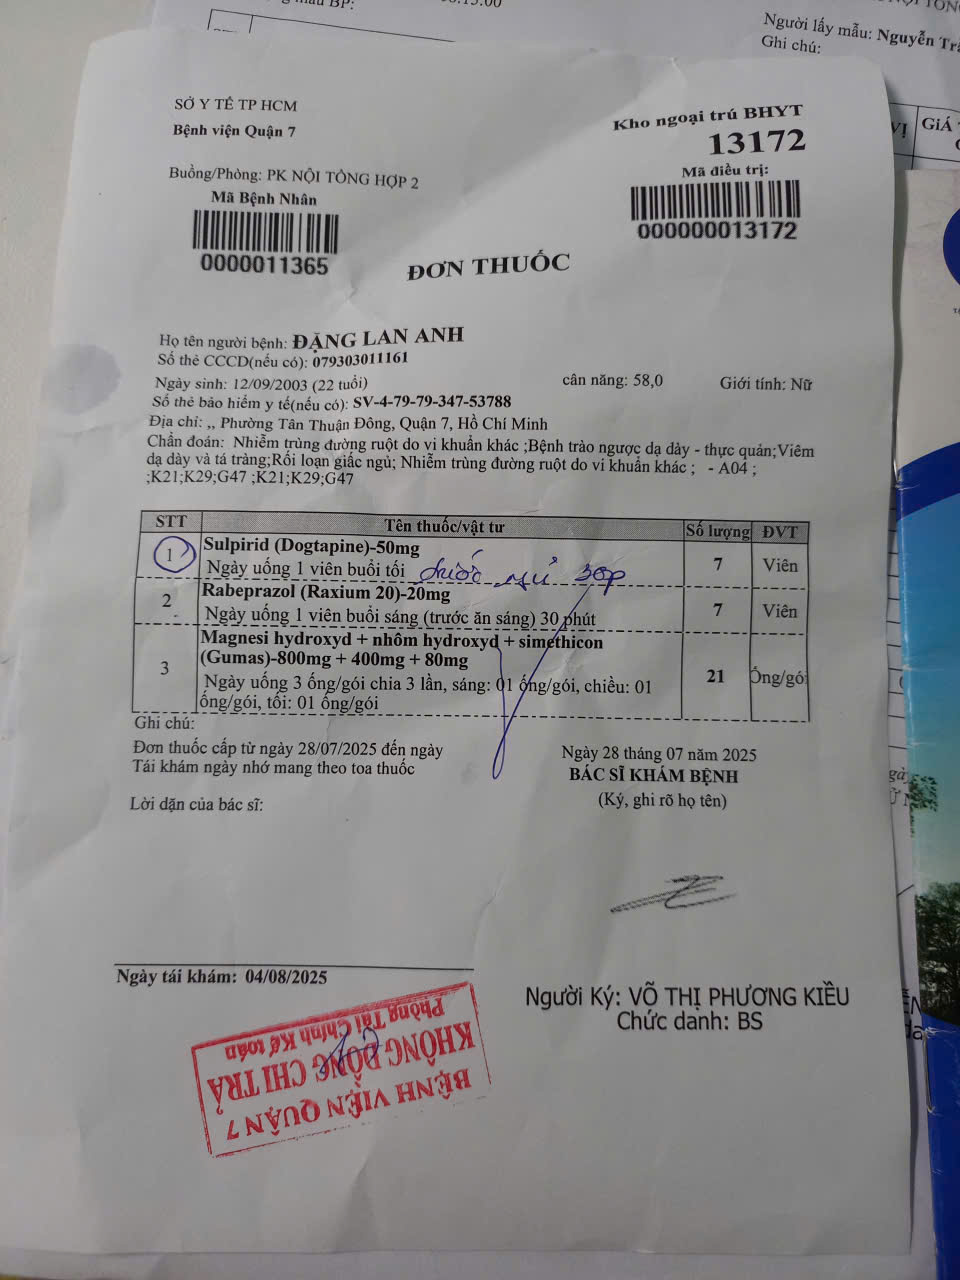 Người lấy mẫu: Nguyễn
Ghi chú:
VỊ
GIÁ
SỞ Y TẾ TP HCM
Bệnh viện Quận 7
Kho ngoại trú BHYT
13172
Buồng/Phòng: PK NỘI TỔNG HỢP 2
Mã Bệnh Nhân
Mã điều trị:
0000011365
000000013172
ĐƠN THUỐC
Họ tên người bệnh: ĐẶNG LAN ANH
Số thẻ CCCD(nếu có): 079303011161
Ngày sinh: 12/09/2003 (22 tuổi)
cân nặng: 58,0
Giới tính: Nữ
Số thẻ bảo hiểm y tế(nếu có): SV-4-79-79-347-53788
Địa chỉ: ,, Phường Tân Thuận Đông, Quận 7, Hồ Chí Minh
Chẩn đoán: Nhiễm trùng đường ruột do vi khuẩn khác ;Bệnh trào ngược dạ dày - thực quản;Viêm
dạ dày và tá tràng;Rối loạn giấc ngủ; Nhiễm trùng đường ruột do vi khuẩn khác ; - A04 ;
;K21;K29;G47 ;K21;K29;G47
STT Tên thuốc/vật tư Số lượng ĐVT
1 Sulpirid (Dogtapine)-50mg 7 Viên
Ngày uống 1 viên buổi tối trước ngủ 30p
2 Rabeprazol (Raxium 20)-20mg 7 Viên
Ngày uống 1 viên buổi sáng (trước ăn sáng) 30 phút
3 Magnesi hydroxyd + nhôm hydroxyd + simethicon
(Gumas)-800mg + 400mg + 80mg 21 Ống/gói
Ngày uống 3 ống/gói chia 3 lần, sáng: 01 ống/gói, chiều: 01
ống/gói, tối: 01 ống/gói
Ghi chú:
Đơn thuốc cấp từ ngày 28/07/2025 đến ngày
Tái khám ngày nhớ mang theo toa thuốc
Ngày 28 tháng 07 năm 2025
BÁC SĨ KHÁM BỆNH
(Ký, ghi rõ họ tên)
Lời dặn của bác sĩ:
Ngày tái khám: 04/08/2025
Người Ký: VÕ THỊ PHƯƠNG KIỀU
Chức danh: BS
BỆNH VIỆN QUẬN 7
KHÔNG ĐỒNG CHI TRẢ
Phòng Tài Chính Kế toán